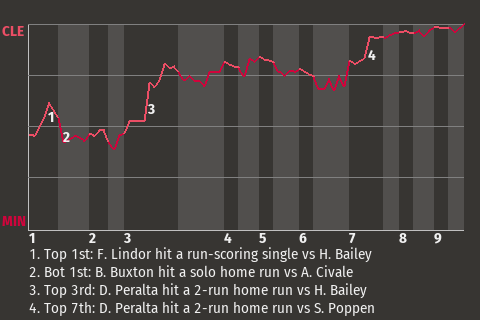 CLE
1
2
3
4
MIN
1 2 3 4 5 6 7 8 9
1. Top 1st: F. Lindor hit a run-scoring single vs H. Bailey
2. Bot 1st: B. Buxton hit a solo home run vs A. Civale
3. Top 3rd: D. Peralta hit a 2-run home run vs H. Bailey
4. Top 7th: D. Peralta hit a 2-run home run vs S. Poppen